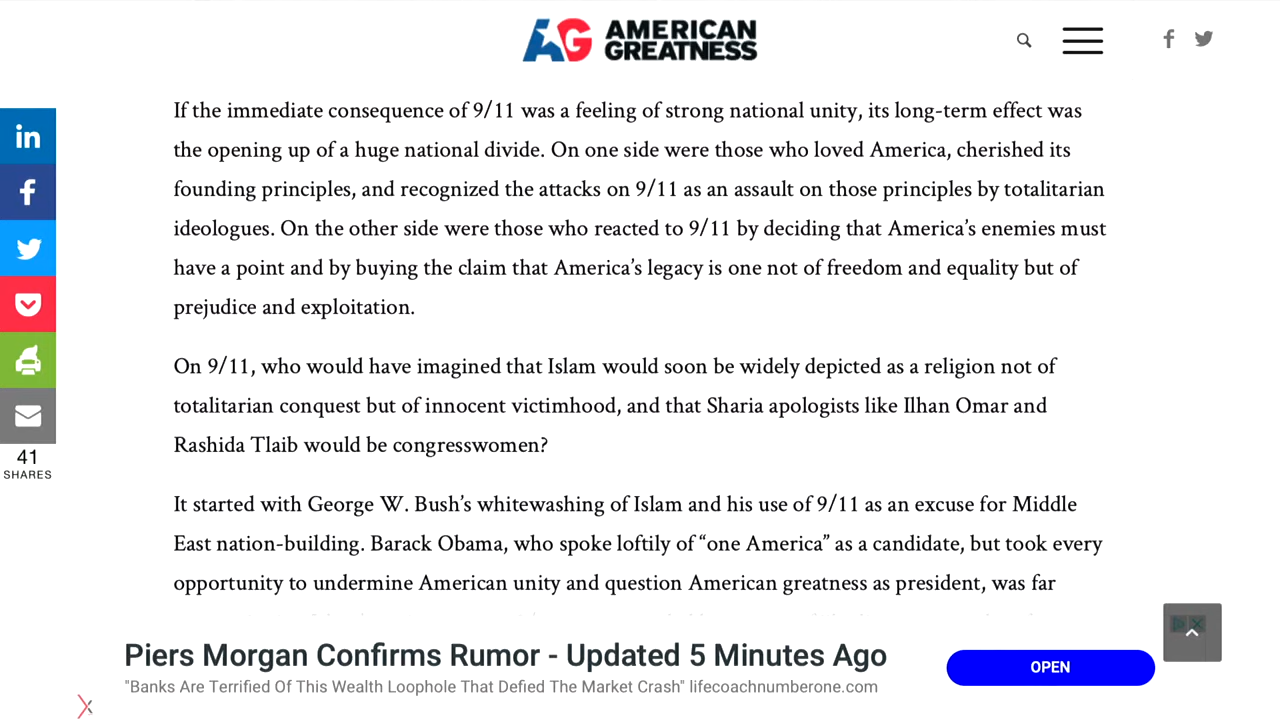 AG AMERICAN
GREATNESS
If the immediate consequence of 9/11 was a feeling of strong national unity, its long-term effect was
the opening up of a huge national divide. On one side were those who loved America, cherished its
founding principles, and recognized the attacks on 9/11 as an assault on those principles by totalitarian
ideologues. On the other side were those who reacted to 9/11 by deciding that America’s enemies must
have a point and by buying the claim that America’s legacy is one not of freedom and equality but of
prejudice and exploitation.
On 9/11, who would have imagined that Islam would soon be widely depicted as a religion not of
totalitarian conquest but of innocent victimhood, and that Sharia apologists like Ilhan Omar and
Rashida Tlaib would be congresswomen?
It started with George W. Bush’s whitewashing of Islam and his use of 9/11 as an excuse for Middle
East nation-building. Barack Obama, who spoke loftily of “one America” as a candidate, but took every
opportunity to undermine American unity and question American greatness as president, was far
41
SHARES
Piers Morgan Confirms Rumor - Updated 5 Minutes Ago
"Banks Are Terrified Of This Wealth Loophole That Defied The Market Crash" lifecoachnumberone.com
OPEN